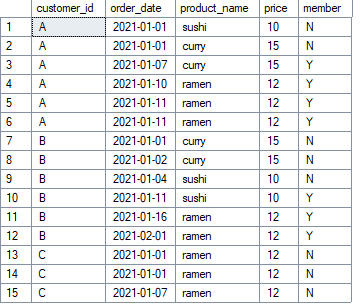 customer_id order_date product_name price member
1 A 2021-01-01 sushi 10 N
2 A 2021-01-01 curry 15 N
3 A 2021-01-07 curry 15 Y
4 A 2021-01-10 ramen 12 Y
5 A 2021-01-11 ramen 12 Y
6 A 2021-01-11 ramen 12 Y
7 B 2021-01-01 curry 15 N
8 B 2021-01-02 curry 15 N
9 B 2021-01-04 sushi 10 N
10 B 2021-01-11 sushi 10 Y
11 B 2021-01-16 ramen 12 Y
12 B 2021-02-01 ramen 12 Y
13 C 2021-01-01 ramen 12 N
14 C 2021-01-01 ramen 12 N
15 C 2021-01-07 ramen 12 N